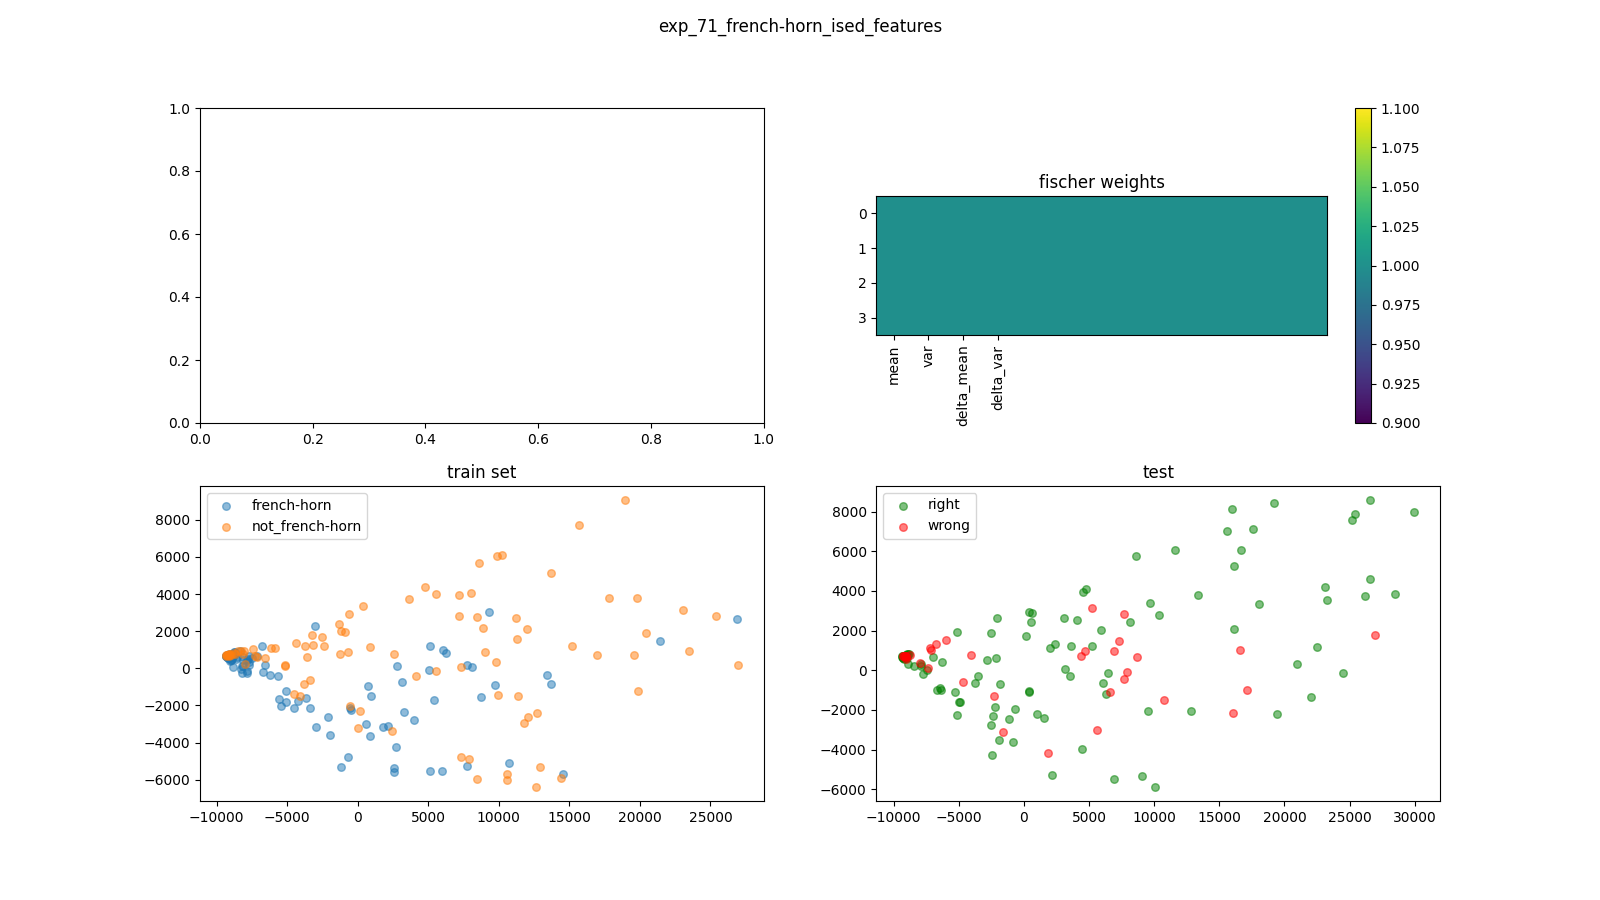 exp_71_french-horn_ised_features
1.0
0.8
0.6
0.4
0.2
0.0
0.0 0.2 0.4 0.6 0.8 1.0
fischer weights
0
1
2
3
mean var delta_mean delta_var
1.100
1.075
1.050
1.025
1.000
0.975
0.950
0.925
0.900
train set
french-horn
not_french-horn
8000
6000
4000
2000
0
−2000
−4000
−6000
−10000 −5000 0 5000 10000 15000 20000 25000
test
right
wrong
8000
6000
4000
2000
0
−2000
−4000
−6000
−10000 −5000 0 5000 10000 15000 20000 25000 30000